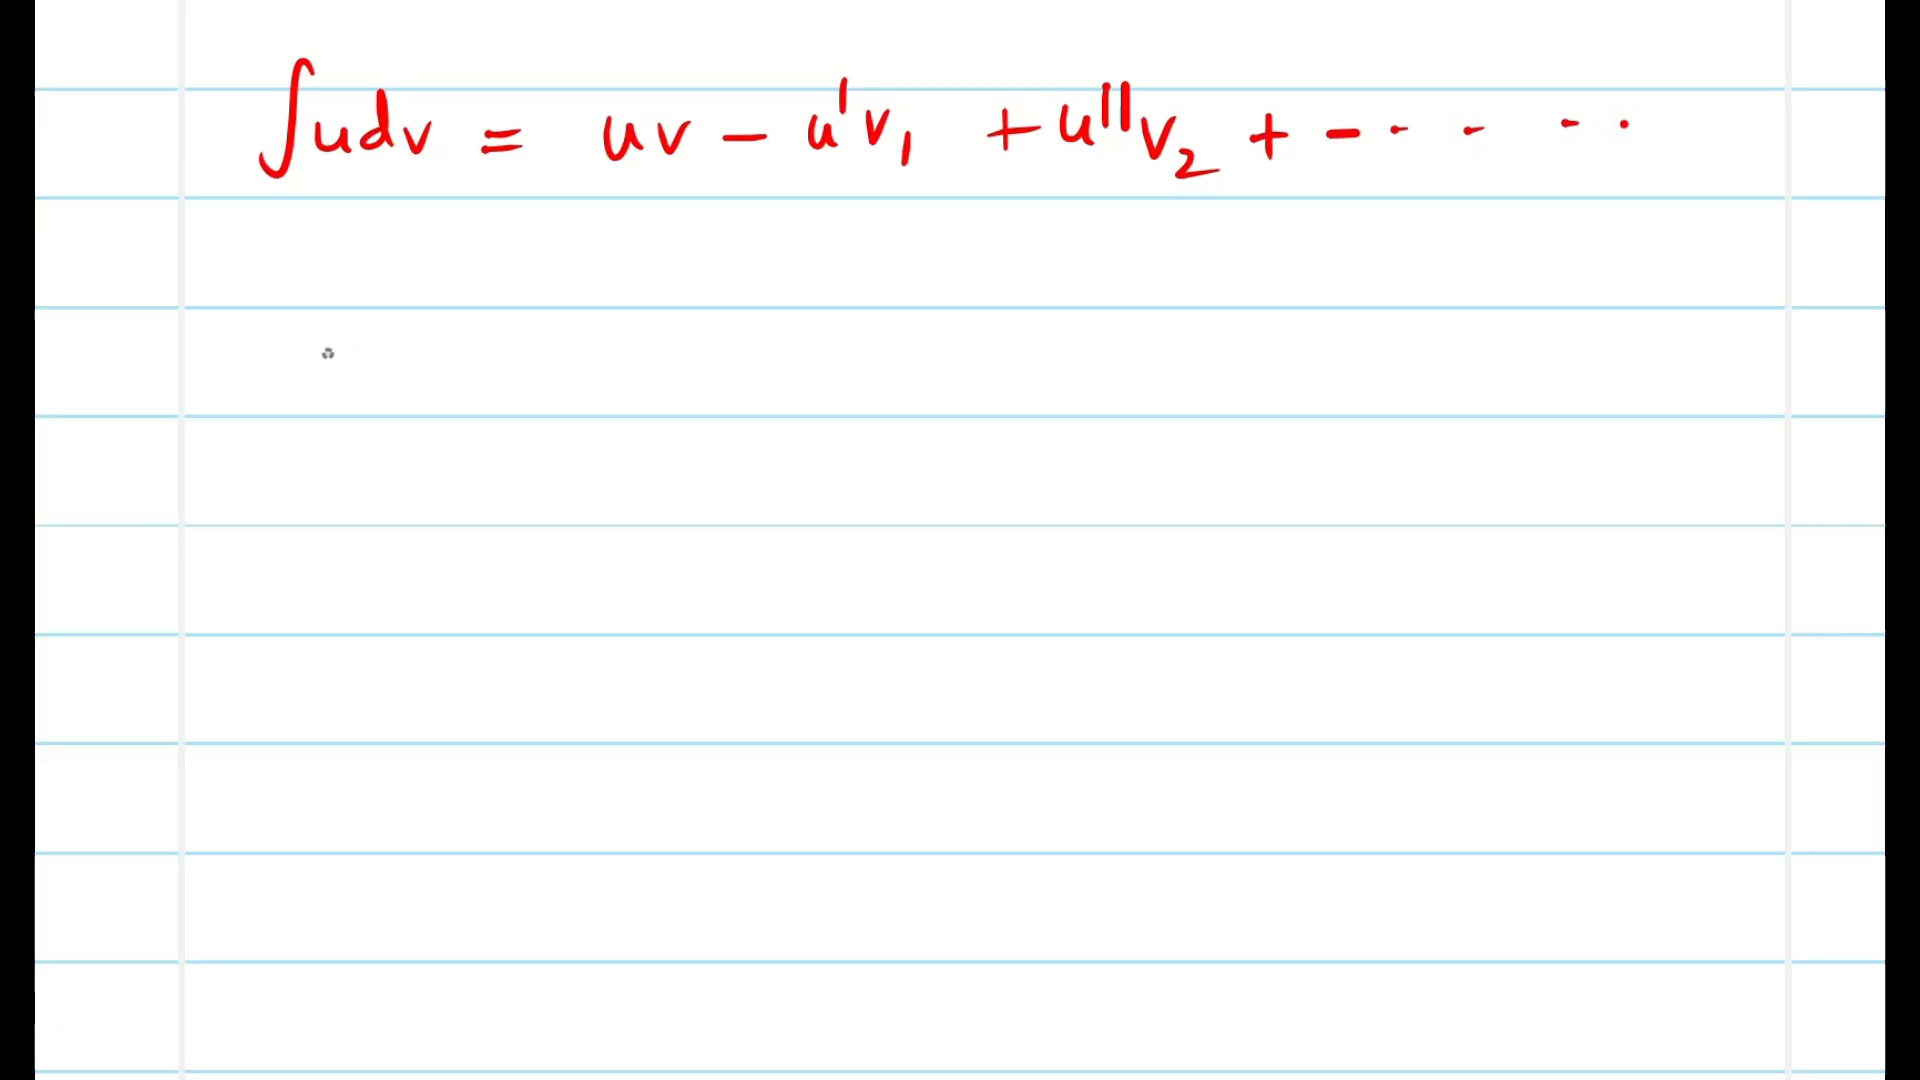 ∫udv = uv - u'v₁ + u''v₂ + - - - - -